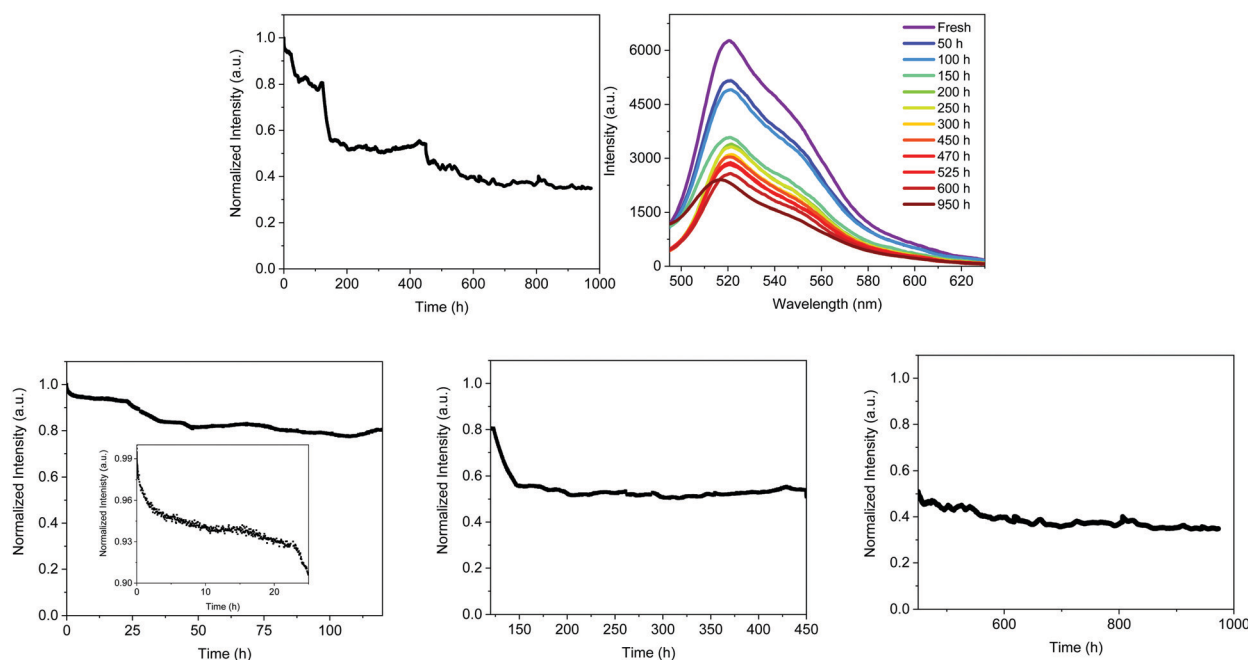 1.0
0.8
0.6
0.4
0.2
0.0
Normalized Intensity (a.u.)
0 200 400 600 800 1000
Time (h)
6000
4500
3000
1500
0
Intensity (a.u.)
Fresh
50 h
100 h
150 h
200 h
250 h
300 h
450 h
470 h
525 h
600 h
950 h
500 520 540 560 580 600 620
Wavelength (nm)
1.0
0.8
0.6
0.4
0.2
0.0
Normalized Intensity (a.u.)
0.99
0.96
0.93
0.90
Normalized Intenisty (a.u.)
0 10 20
Time (h)
0 25 50 75 100
Time (h)
1.0
0.8
0.6
0.4
0.2
0.0
Normalized Intensity (a.u.)
150 200 250 300 350 400 450
Time (h)
1.0
0.8
0.6
0.4
0.2
0.0
Normalized Intensity (a.u.)
600 800 1000
Time (h)